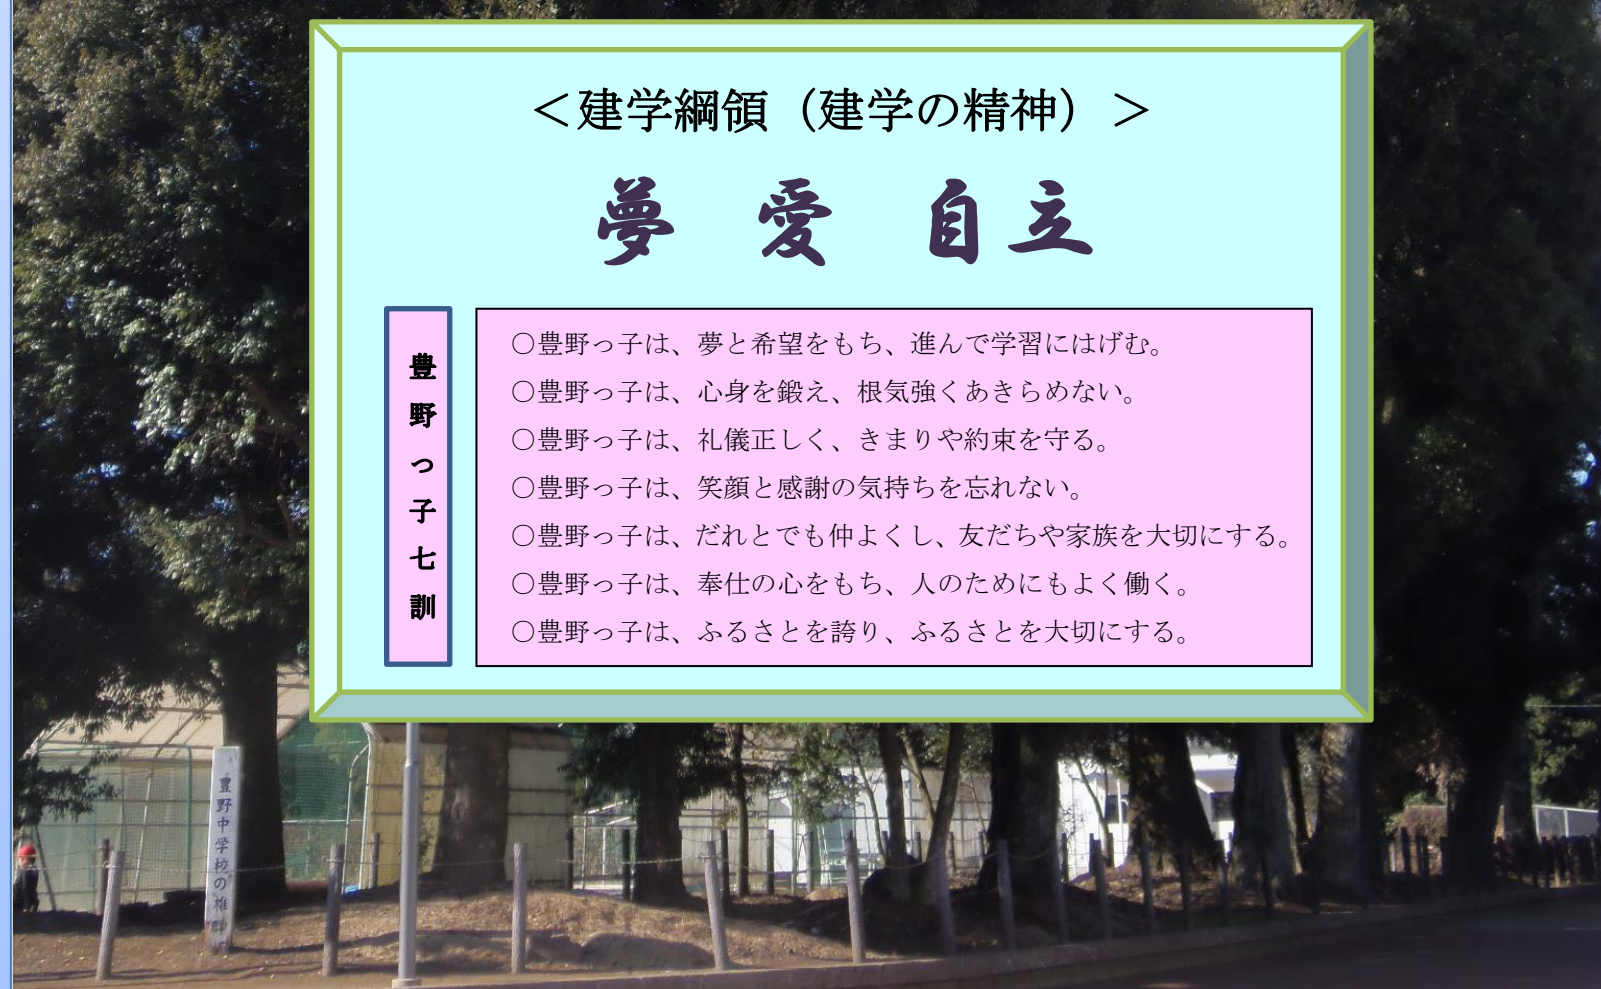 ＜建学綱領（建学の精神）＞
夢　愛　自立
豊野っ子七訓
○豊野っ子は、夢と希望をもち、進んで学習にはげむ。
○豊野っ子は、心身を鍛え、根気強くあきらめない。
○豊野っ子は、礼儀正しく、きまりや約束を守る。
○豊野っ子は、笑顔と感謝の気持ちを忘れない。
○豊野っ子は、だれとでも仲よくし、友だちや家族を大切にする。
○豊野っ子は、奉仕の心をもち、人のためにもよく働く。
○豊野っ子は、ふるさとを誇り、ふるさとを大切にする。
豊野中学校の椎